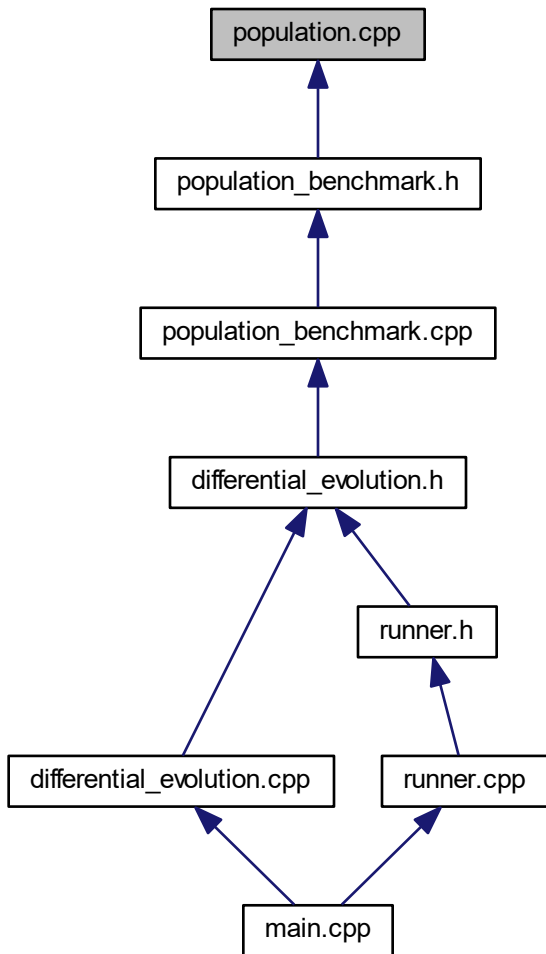 population.cpp
population_benchmark.h
population_benchmark.cpp
differential_evolution.h
runner.h
differential_evolution.cpp
runner.cpp
main.cpp